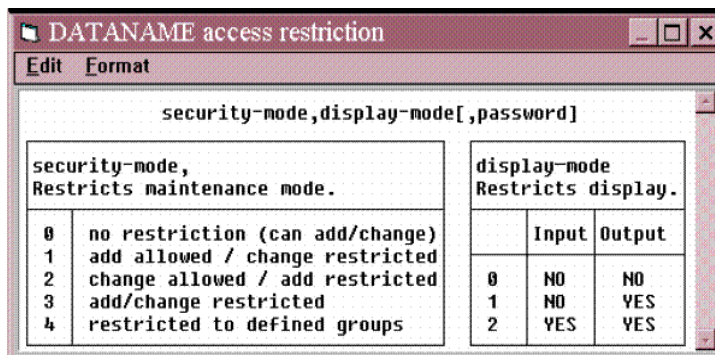 DATANAME access restriction
Edit Format
security-mode,display-mode[,password]
security-mode,
Restricts maintenance mode.
0 no restriction (can add/change)
1 add allowed / change restricted
2 change allowed / add restricted
3 add/change restricted
4 restricted to defined groups
display-mode
Restricts display.
Input Output
0 NO NO
1 NO YES
2 YES YES